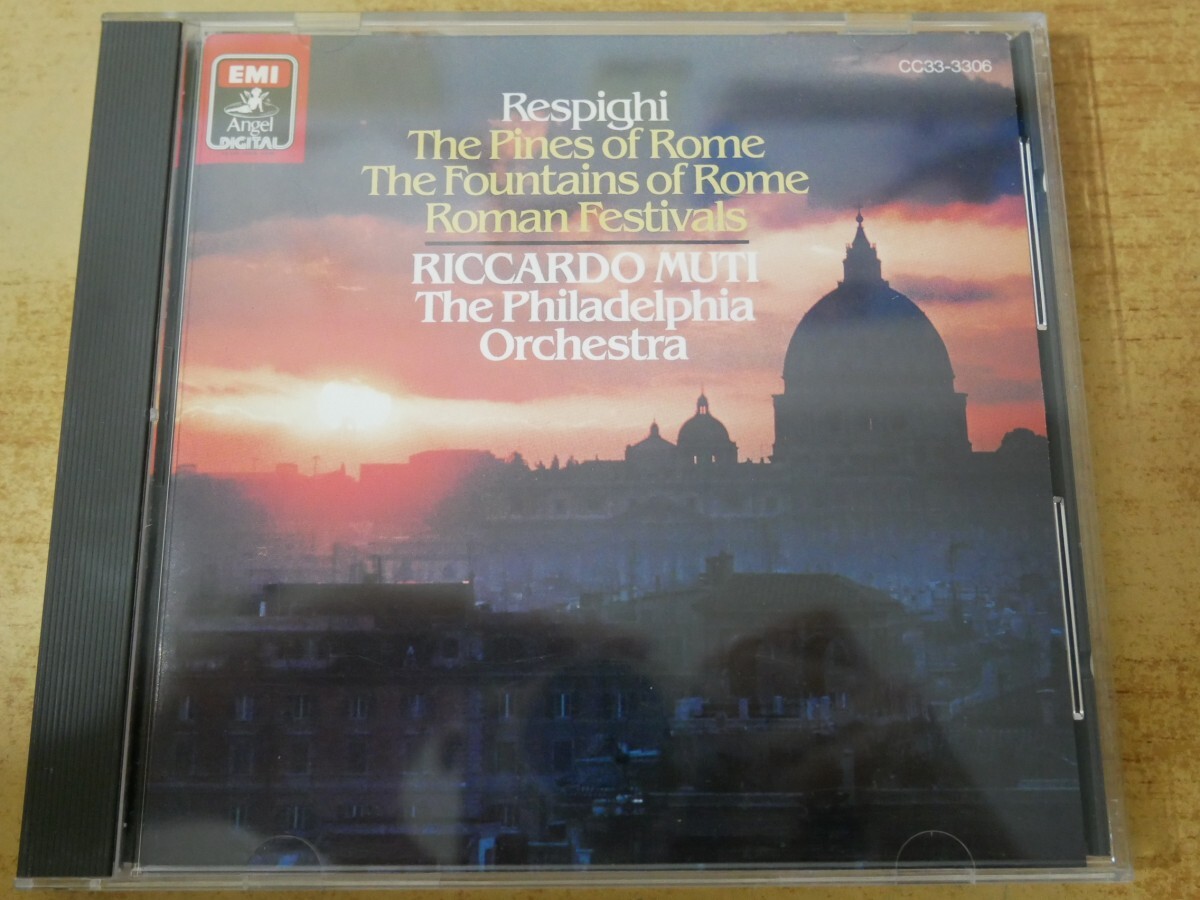 EMI
Angel
DIGITAL
CC33-3306
Respighi
The Pines of Rome
The Fountains of Rome
Roman Festivals
RICCARDO MUTI
The Philadelphia
Orchestra